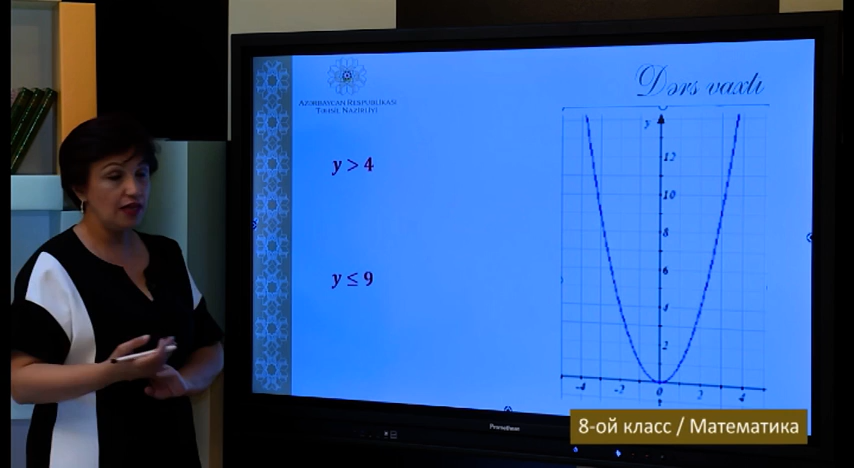 AZƏRBAYCAN RESPUBLİKASI
TƏHSİL NAZİRLİYİ
Dərs vaxtı
y > 4
y ≤ 9
y
12
10
8
6
4
2
-4 -2 0 2 4
Promethean
8-ой класс / Математика